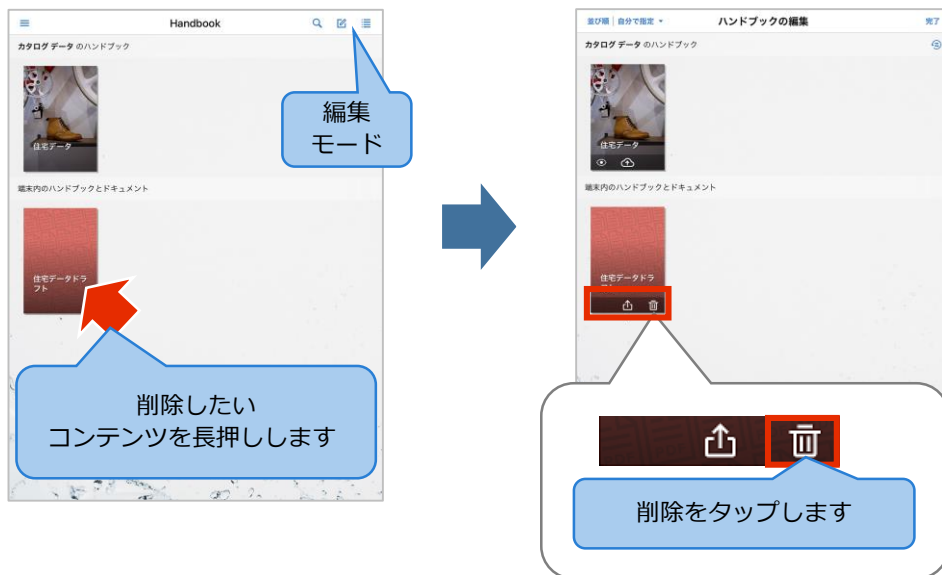 Handbook
カタログ データ のハンドブック
住宅データ
編集
モード
端末内のハンドブックとドキュメント
住宅データドラ
フト
削除したい
コンテンツを長押しします
並び順 自分で指定
ハンドブックの編集
完了
カタログ データ のハンドブック
住宅データ
端末内のハンドブックとドキュメント
住宅データドラ
削除をタップします